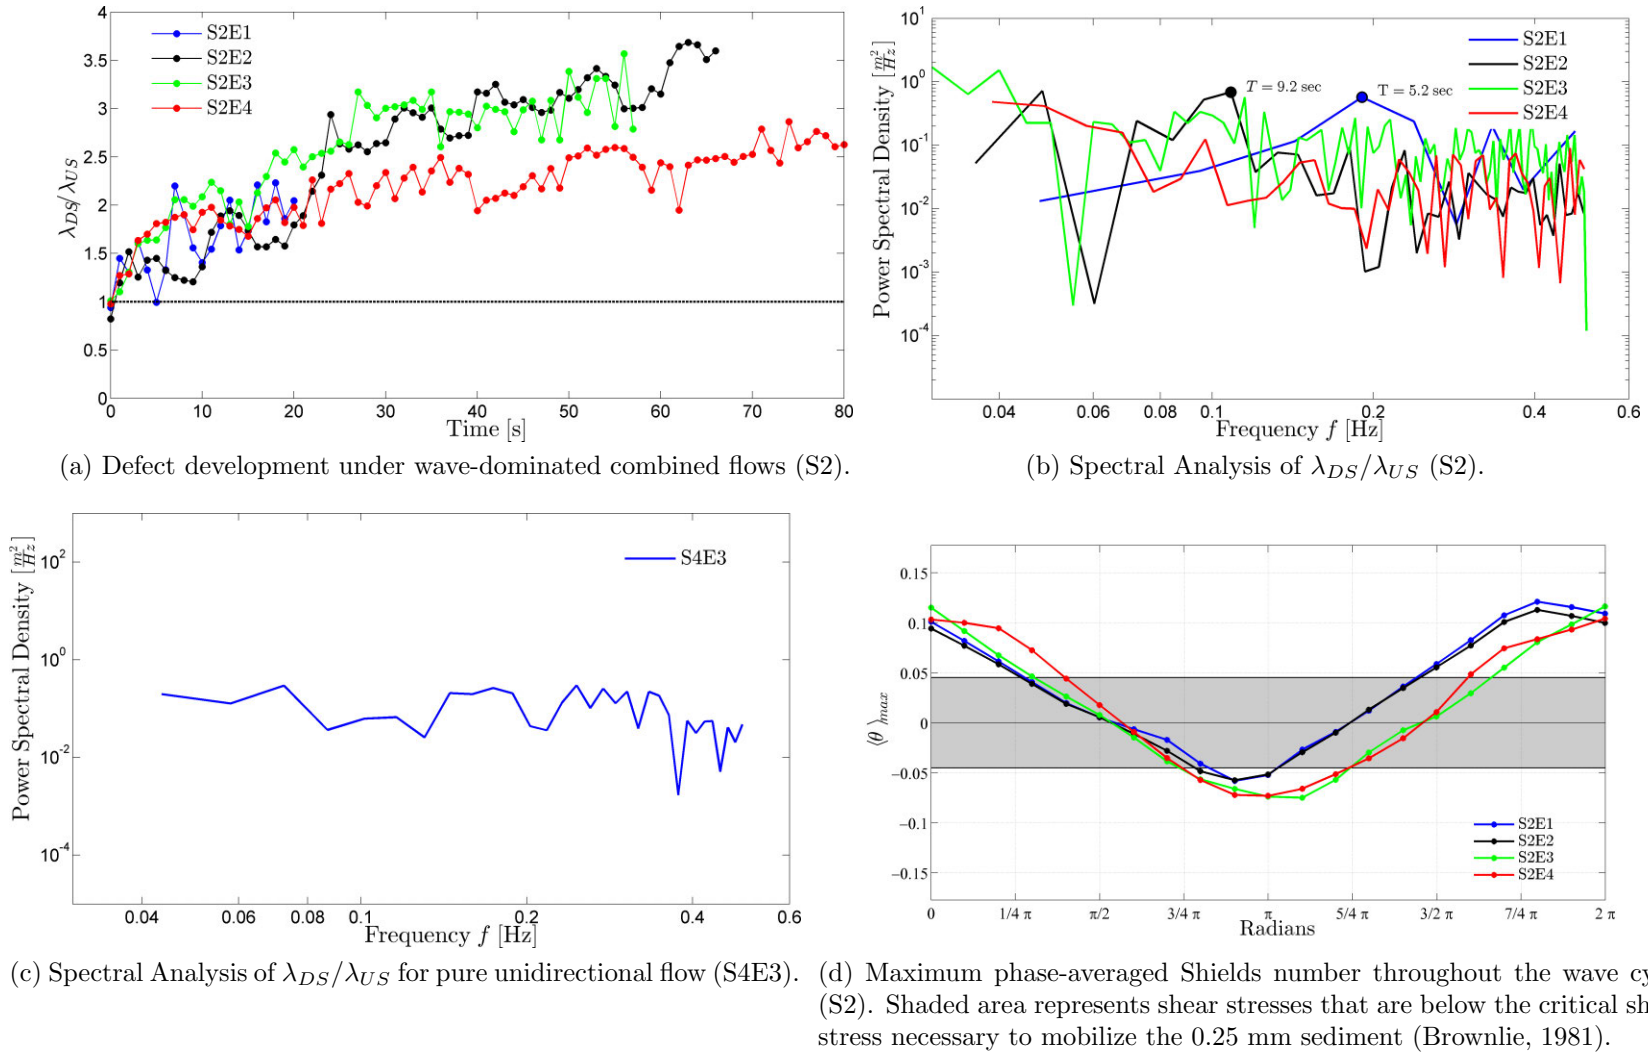 4
3.5
3
2.5
2
1.5
1
0.5
0
λ_DS/λ_US
S2E1
S2E2
S2E3
S2E4
0 10 20 30 40 50 60 70 80
Time [s]
(a) Defect development under wave-dominated combined flows (S2).
10^1
10^0
10^-1
10^-2
10^-3
10^-4
Power Spectral Density [m²/Hz]
S2E1
S2E2
S2E3
S2E4
T = 9.2 sec
T = 5.2 sec
0.04 0.06 0.08 0.1 0.2 0.4 0.6
Frequency f [Hz]
(b) Spectral Analysis of λ_DS/λ_US (S2).
10^2
10^0
10^-2
10^-4
Power Spectral Density [m²/Hz]
S4E3
0.04 0.06 0.08 0.1 0.2 0.4 0.6
Frequency f [Hz]
(c) Spectral Analysis of λ_DS/λ_US for pure unidirectional flow (S4E3).
0.15
0.1
0.05
0
−0.05
−0.1
−0.15
⟨θ⟩_max
S2E1
S2E2
S2E3
S2E4
0 1/4 π π/2 3/4 π π 5/4 π 3/2 π 7/4 π 2 π
Radians
(d) Maximum phase-averaged Shields number throughout the wave cy
(S2). Shaded area represents shear stresses that are below the critical sh
stress necessary to mobilize the 0.25 mm sediment (Brownlie, 1981).